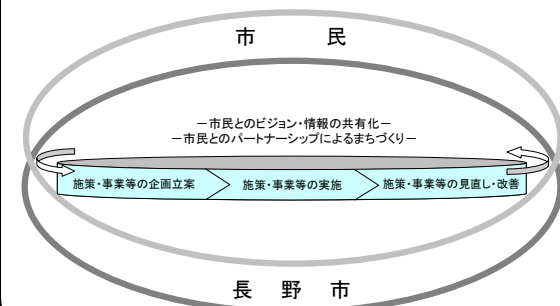 市　　民
－市民とのビジョン・情報の共有化－
－市民とのパートナーシップによるまちづくり－
施策・事業等の企画立案　施策・事業等の実施　施策・事業等の見直し・改善
長　野　市